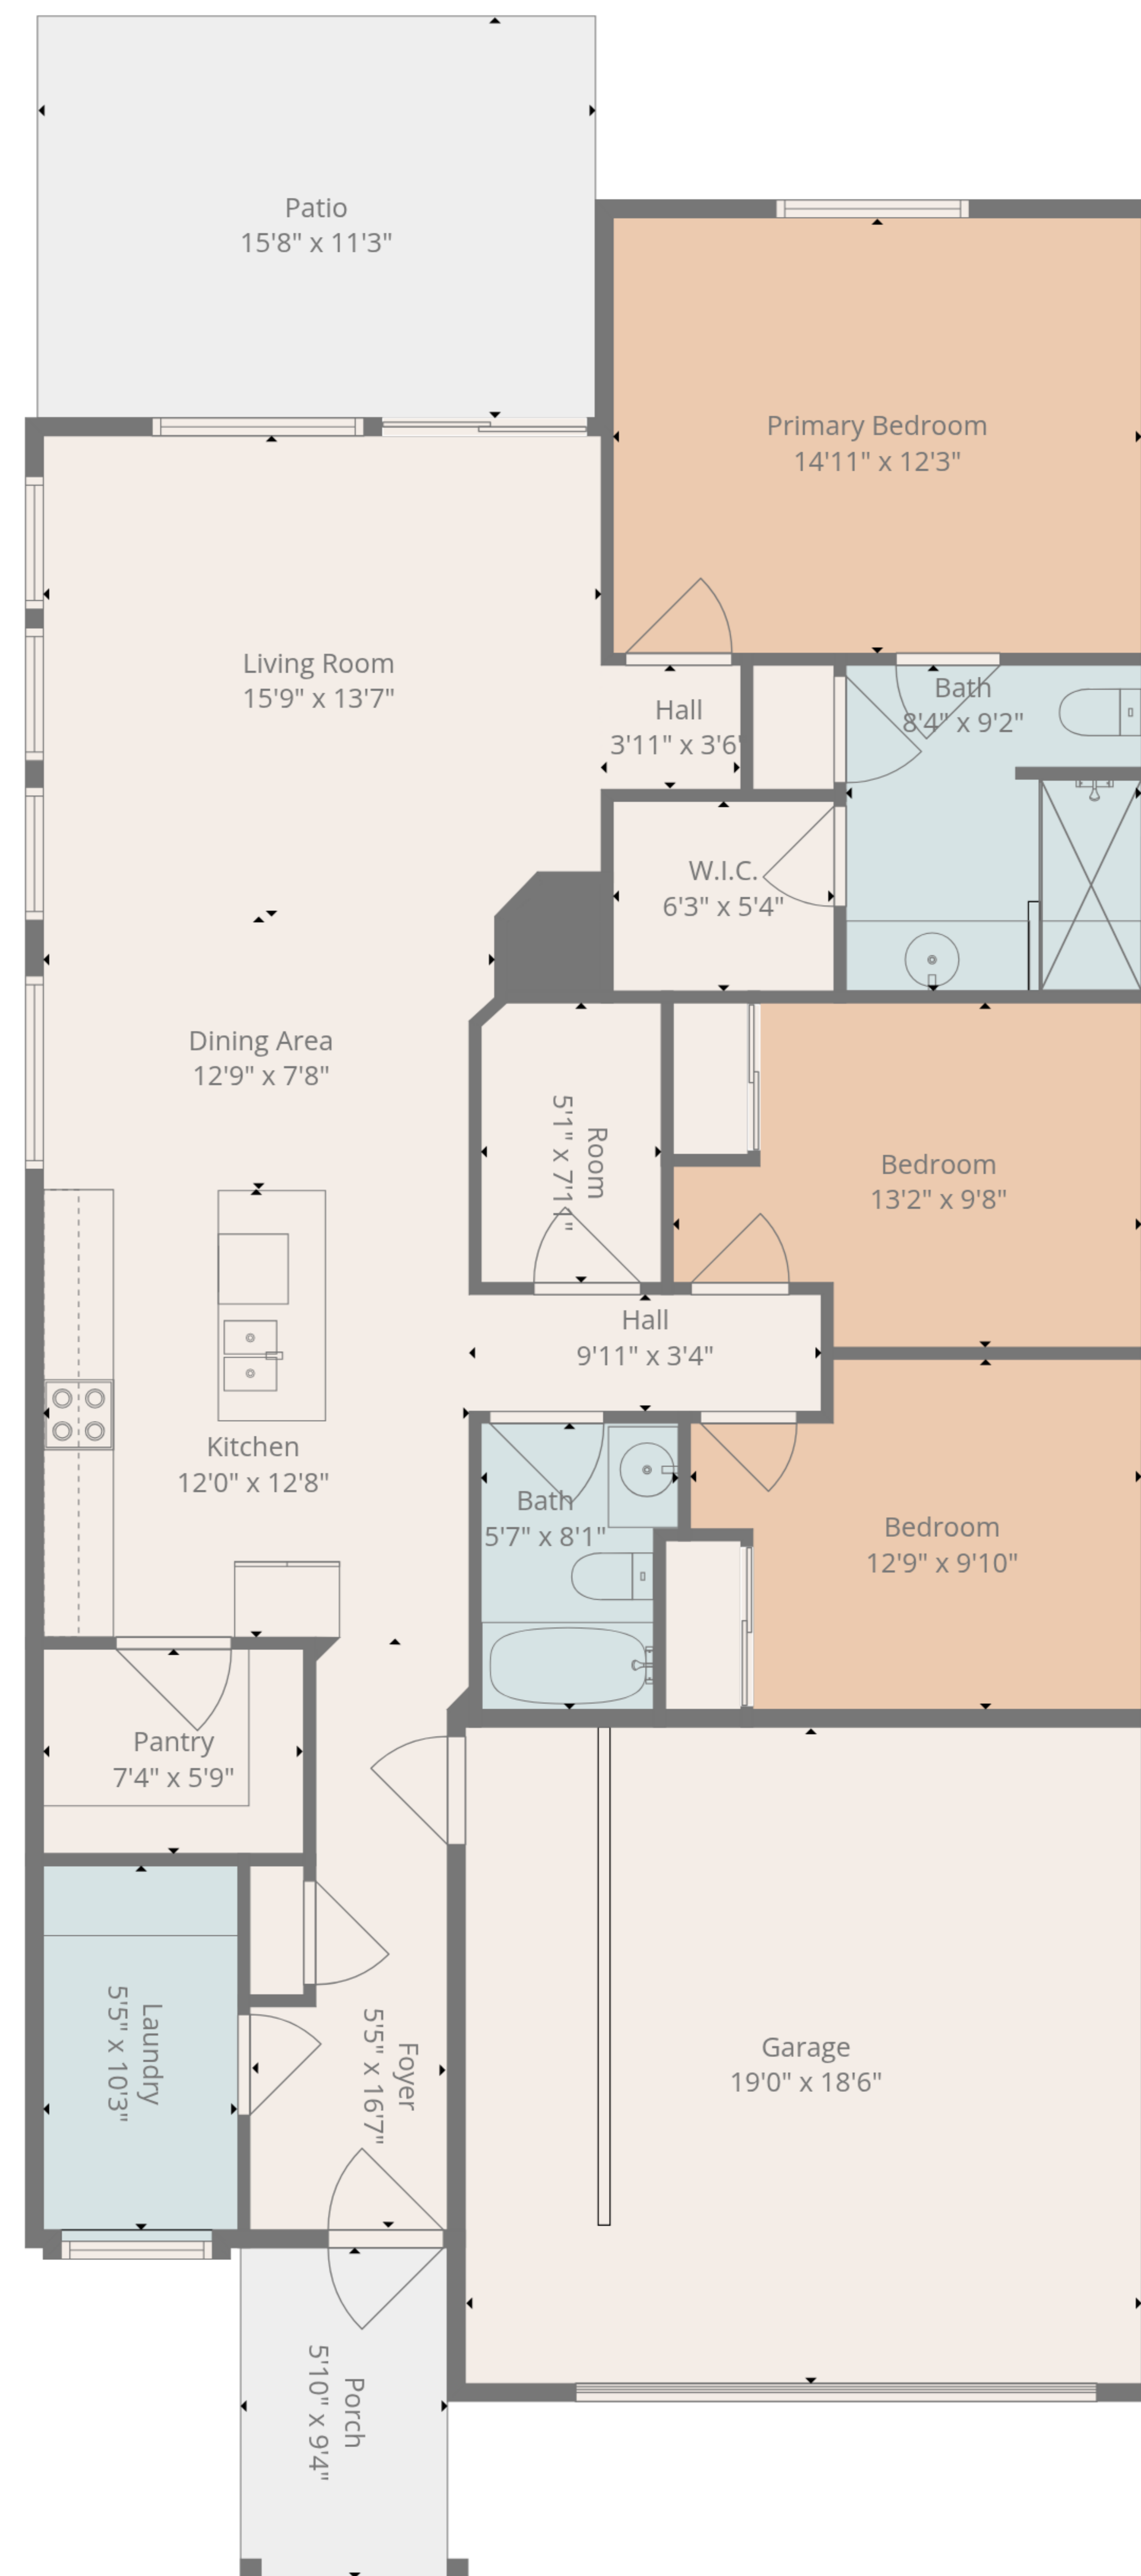 Patio
15'8" x 11'3"
Primary Bedroom
14'11" x 12'3"
Living Room
15'9" x 13'7"
Hall
3'11" x 3'6"
Bath
8'4" x 9'2"
W.I.C.
6'3" x 5'4"
Dining Area
12'9" x 7'8"
Room
5'1" x 7'11"
Bedroom
13'2" x 9'8"
Hall
9'11" x 3'4"
Kitchen
12'0" x 12'8"
Bath
5'7" x 8'1"
Bedroom
12'9" x 9'10"
Pantry
7'4" x 5'9"
Laundry
5'5" x 10'3"
Foyer
5'5" x 16'7"
Garage
19'0" x 18'6"
Porch
5'10" x 9'4"